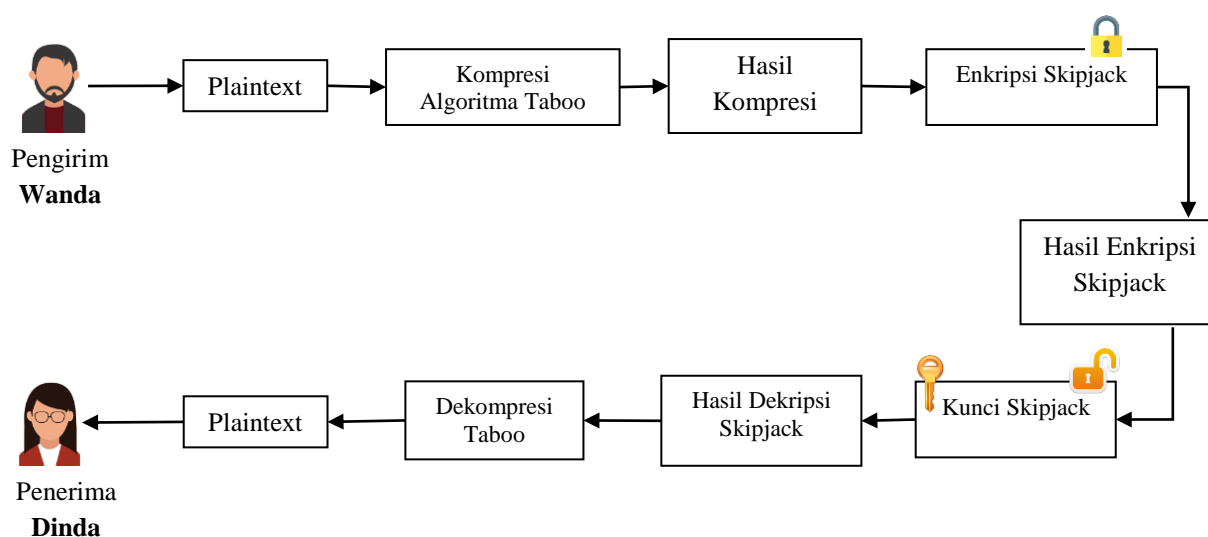 Plaintext
Kompresi
Algoritma Taboo
Hasil
Kompresi
Enkripsi Skipjack
Pengirim
Wanda
Hasil Enkripsi
Skipjack
Kunci Skipjack
Hasil Dekripsi
Skipjack
Dekompresi
Taboo
Plaintext
Penerima
Dinda